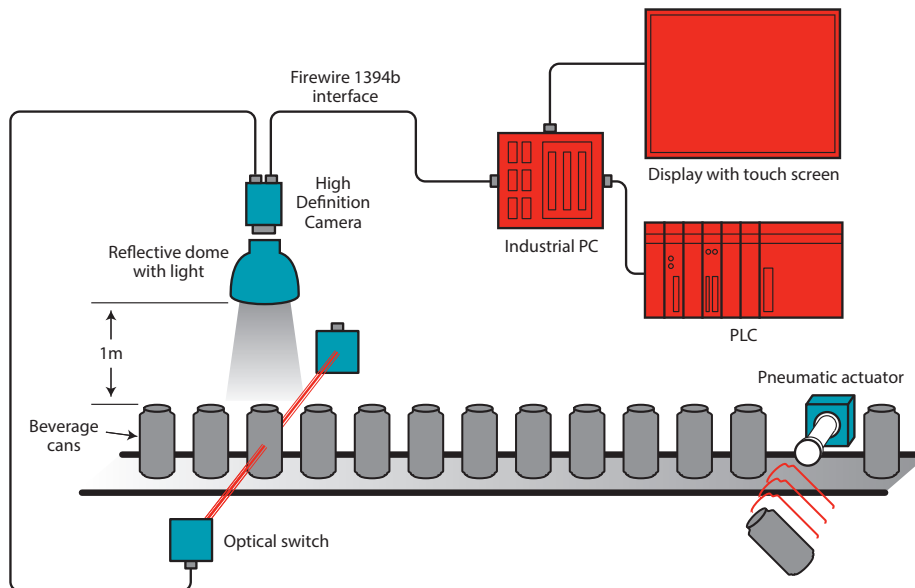 Firewire 1394b
interface
Display with touch screen
High
Definition
Camera
Industrial PC
Reflective dome
with light
PLC
1m
Pneumatic actuator
Beverage
cans
Optical switch